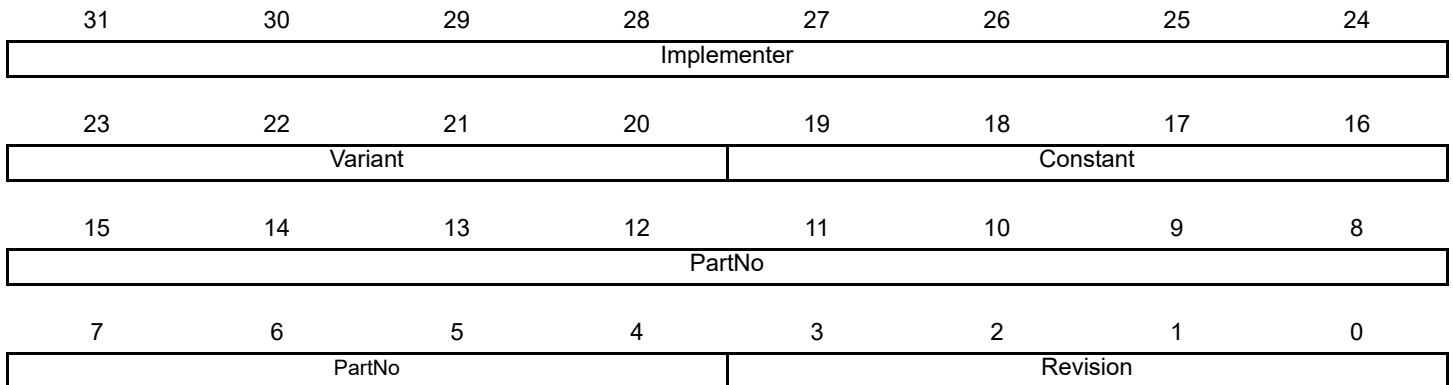 31 30 29 28 27 26 25 24
Implementer
23 22 21 20 19 18 17 16
Variant Constant
15 14 13 12 11 10 9 8
PartNo
7 6 5 4 3 2 1 0
PartNo Revision